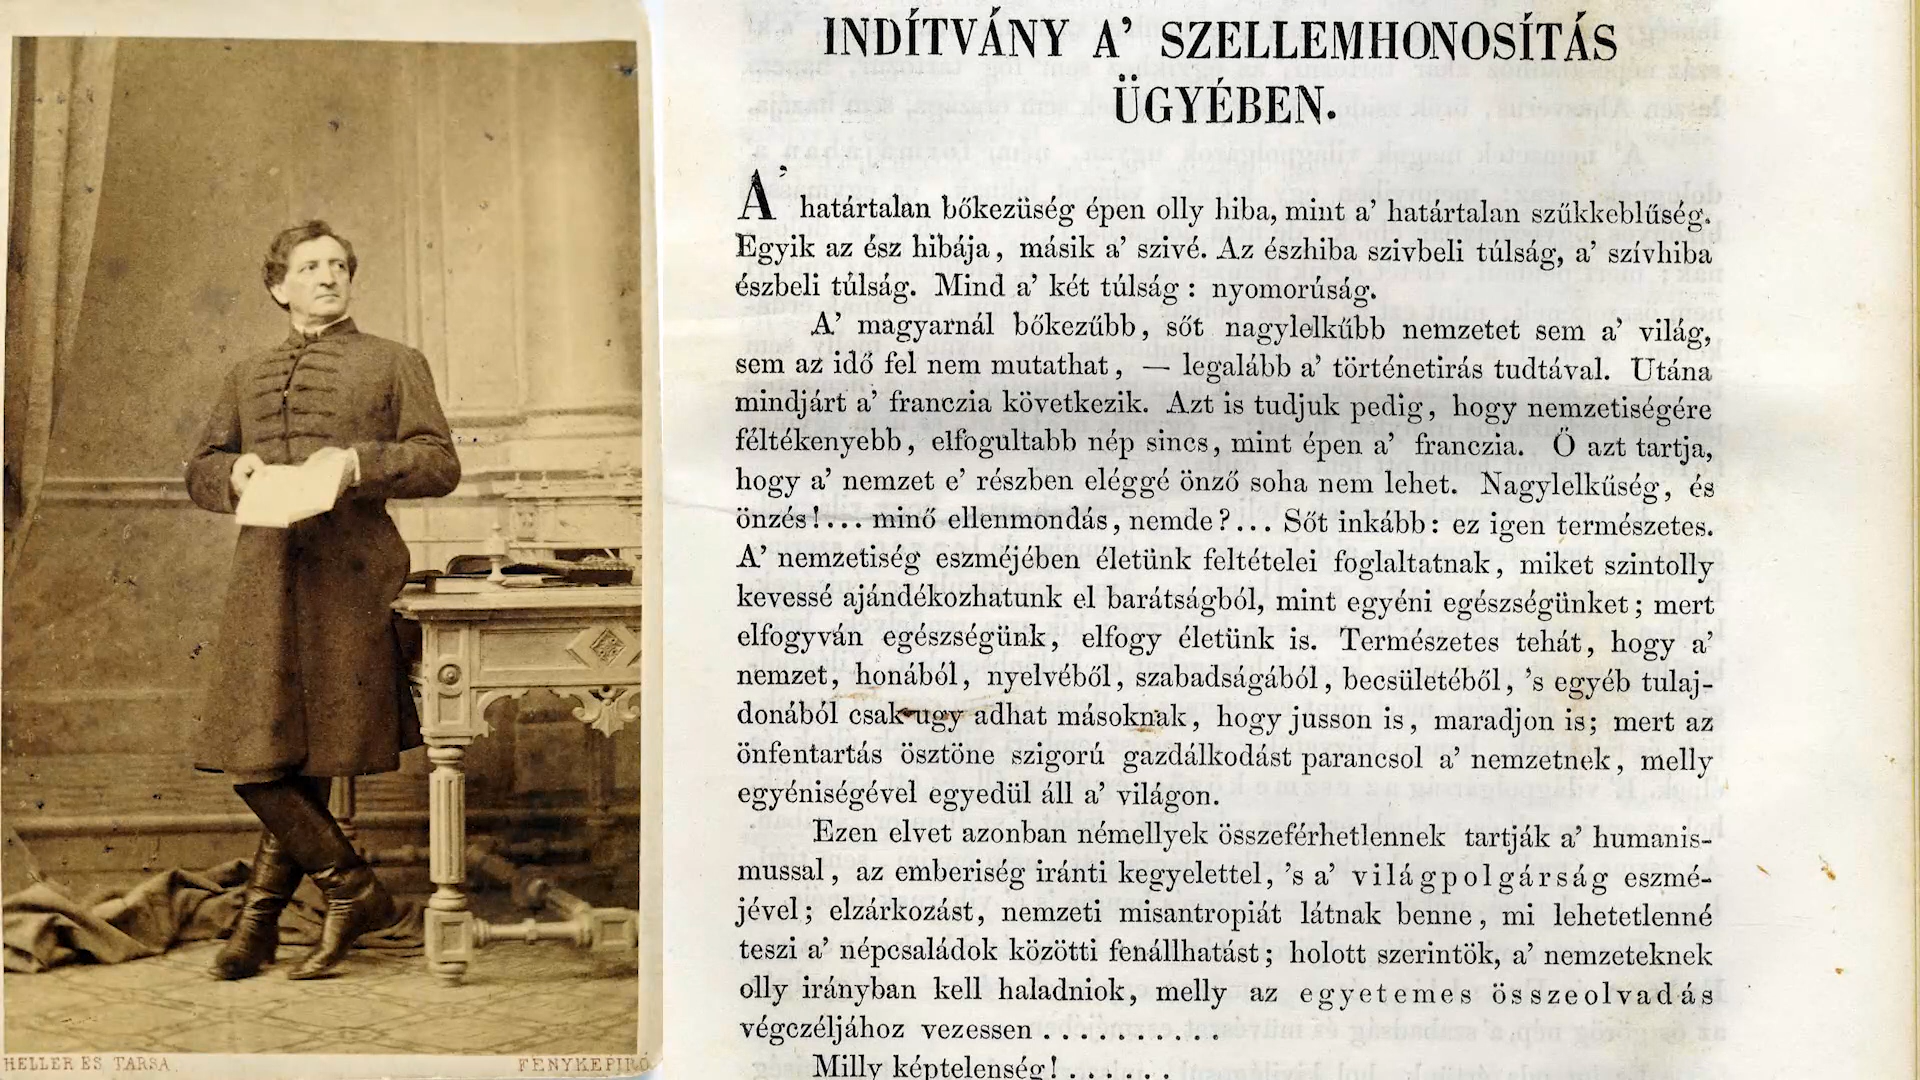 HELLER ÉS TÁRSA
FÉNYKÉPÍRÓ
INDÍTVÁNY A’ SZELLEMHONOSÍTÁS
ÜGYÉBEN.
A’ határtalan bőkezüség épen olly hiba, mint a’ határtalan szűkkeblűség.
Egyik az ész hibája, másik a’ szivé. Az észhiba szivbeli túlság, a’ szívhiba
észbeli túlság. Mind a’ két túlság: nyomorúság.
A’ magyarnál bőkezűbb, sőt nagylelkűbb nemzetet sem a’ világ,
sem az idő fel nem mutathat, — legalább a’ történetirás tudtával. Utána
mindjárt a’ franczia következik. Azt is tudjuk pedig, hogy nemzetiségére
féltékenyebb, elfogultabb nép sincs, mint épen a’ franczia. Ő azt tartja,
hogy a’ nemzet e’ részben eléggé önző soha nem lehet. Nagylelkűség, és
önzés!... minő ellenmondás, nemde?... Sőt inkább: ez igen természetes.
A’ nemzetiség eszméjében életünk feltételei foglaltatnak, miket szintolly
kevessé ajándékozhatunk el barátságból, mint egyéni egészségünket; mert
elfogyván egészségünk, elfogy életünk is. Természetes tehát, hogy a’
nemzet, honából, nyelvéből, szabadságából, becsületéből, ’s egyéb tulaj-
donából csak ugy adhat másoknak, hogy jusson is, maradjon is; mert az
önfentartás ösztöne szigorú gazdálkodást parancsol a’ nemzetnek, melly
egyéniségével egyedül áll a’ világon.
Ezen elvet azonban némellyek összeférhetlennek tartják a’ humanis-
mussal, az emberiség iránti kegyelettel, ’s a’ világpolgárság eszmé-
jével; elzárkozást, nemzeti misantropiát látnak benne, mi lehetetlenné
teszi a’ népcsaládok közötti fenállhatást; holott szerintök, a’ nemzeteknek
olly irányban kell haladniok, melly az egyetemes összeolvadás
végczéljához vezessen . . . . . . . . . .
Milly képtelenség! . . . . . .